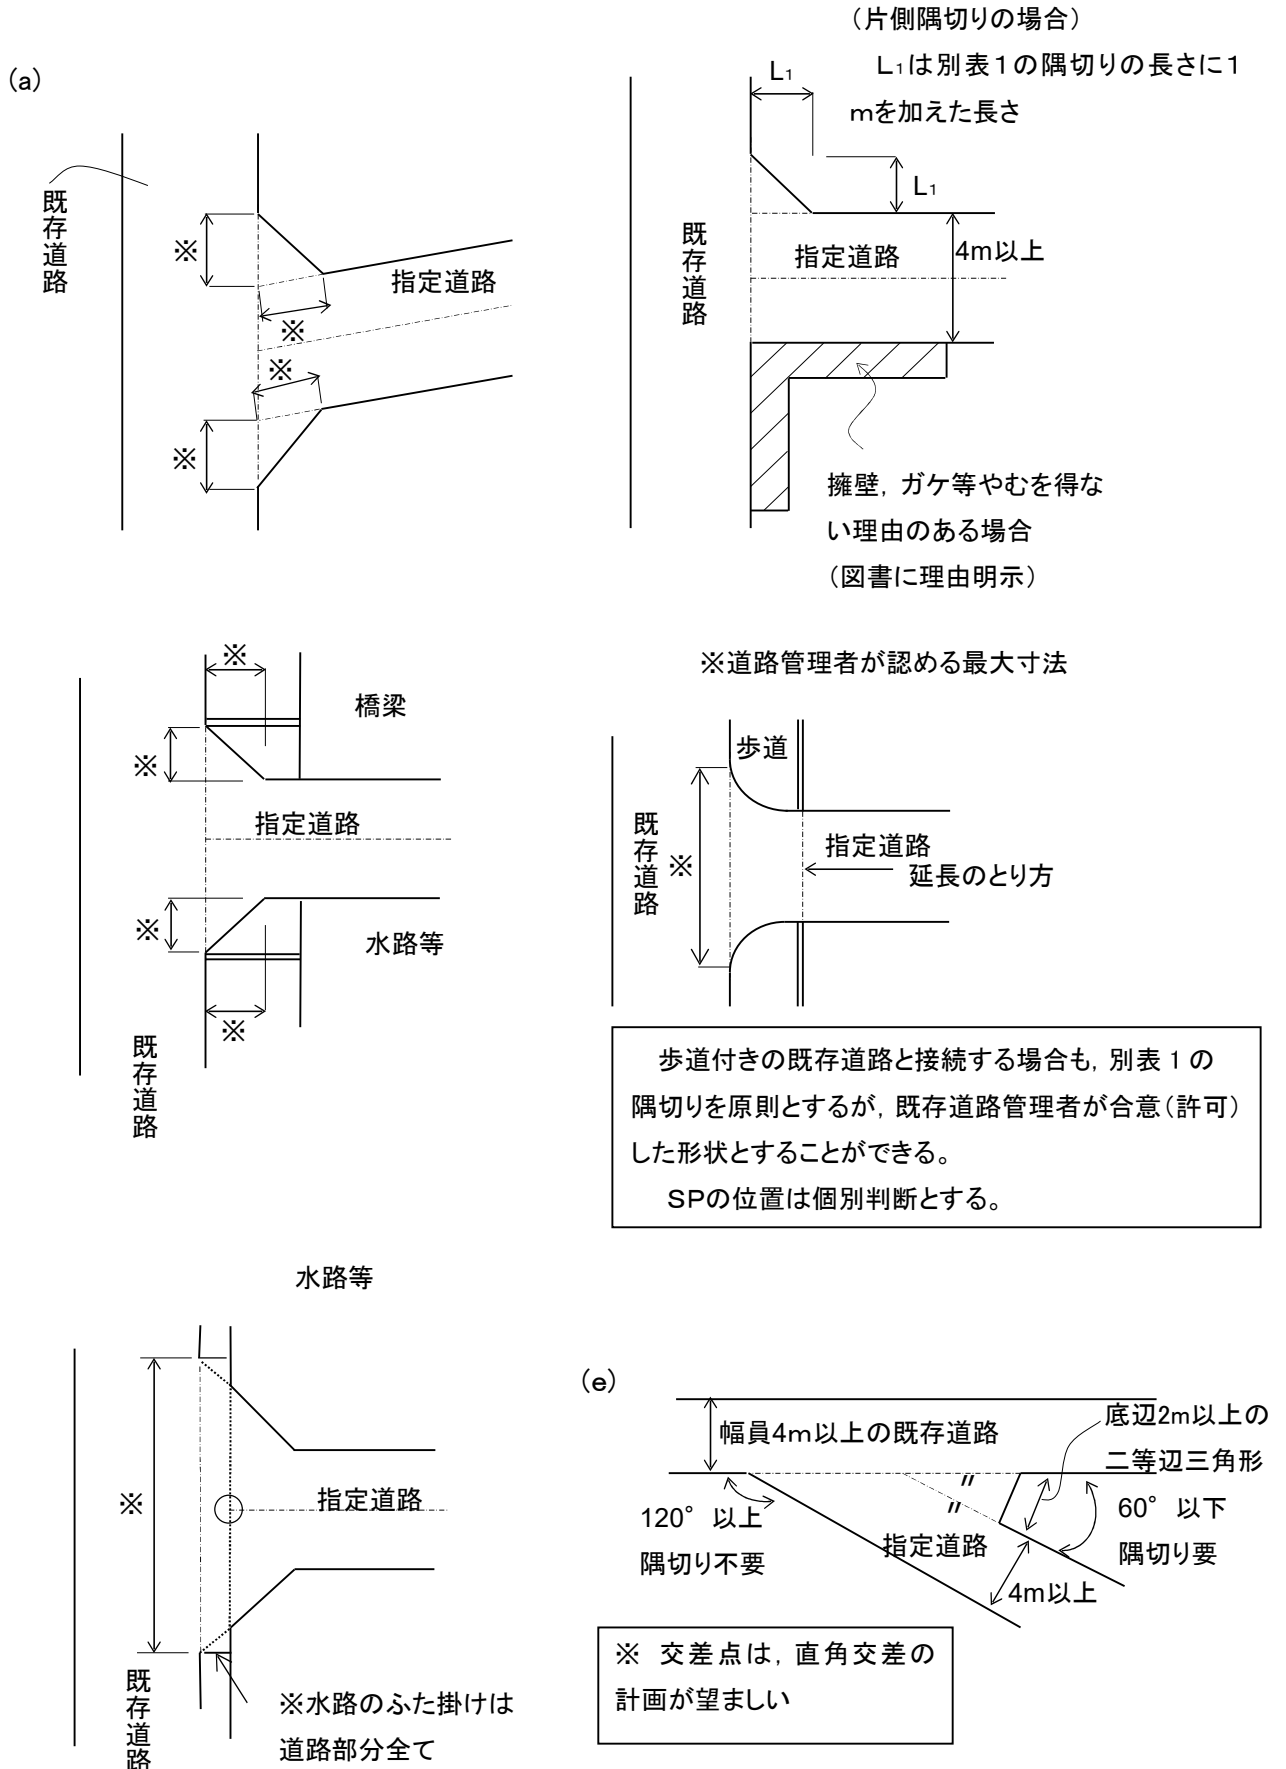 (a)
既存道路
※
※
※
※
指定道路
(片側隅切りの場合)
L₁は別表1の隅切りの長さに1
mを加えた長さ
L₁
L₁
既存道路
指定道路
4m以上
擁壁，ガケ等やむを得な
い理由のある場合
(図書に理由明示)
※
橋梁
※
指定道路
※
水路等
※
既存道路
※道路管理者が認める最大寸法
歩道
既存道路
※
指定道路
延長のとり方
歩道付きの既存道路と接続する場合も，別表1の
隅切りを原則とするが，既存道路管理者が合意(許可)
した形状とすることができる。
SPの位置は個別判断とする。
水路等
※
指定道路
既存道路
※水路のふた掛けは
道路部分全て
(e)
幅員4m以上の既存道路
底辺2m以上の
二等辺三角形
120°以上
隅切り不要
指定道路
60°以下
隅切り要
4m以上
※ 交差点は，直角交差の
計画が望ましい